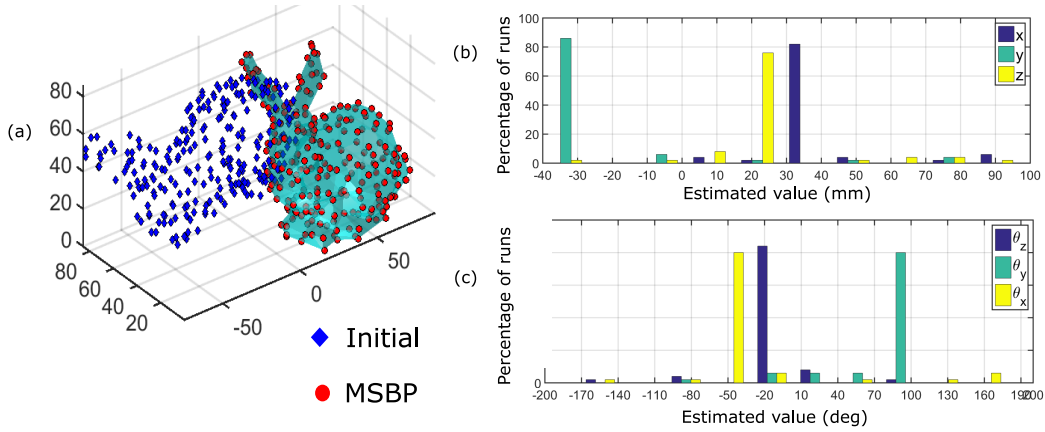 (a)
80
60
40
20
0
80
60
40
20
-50
0
50
Initial
MSBP
(b)
Percentage of runs
100
80
60
40
20
0
-40 -30 -20 -10 0 10 20 30 40 50 60 70 80 90 100
Estimated value (mm)
x
y
z
(c)
Percentage of runs
0
-200 -170 -140 -110 -80 -50 -20 10 40 70 100 130 160 190
Estimated value (deg)
θz
θy
θx